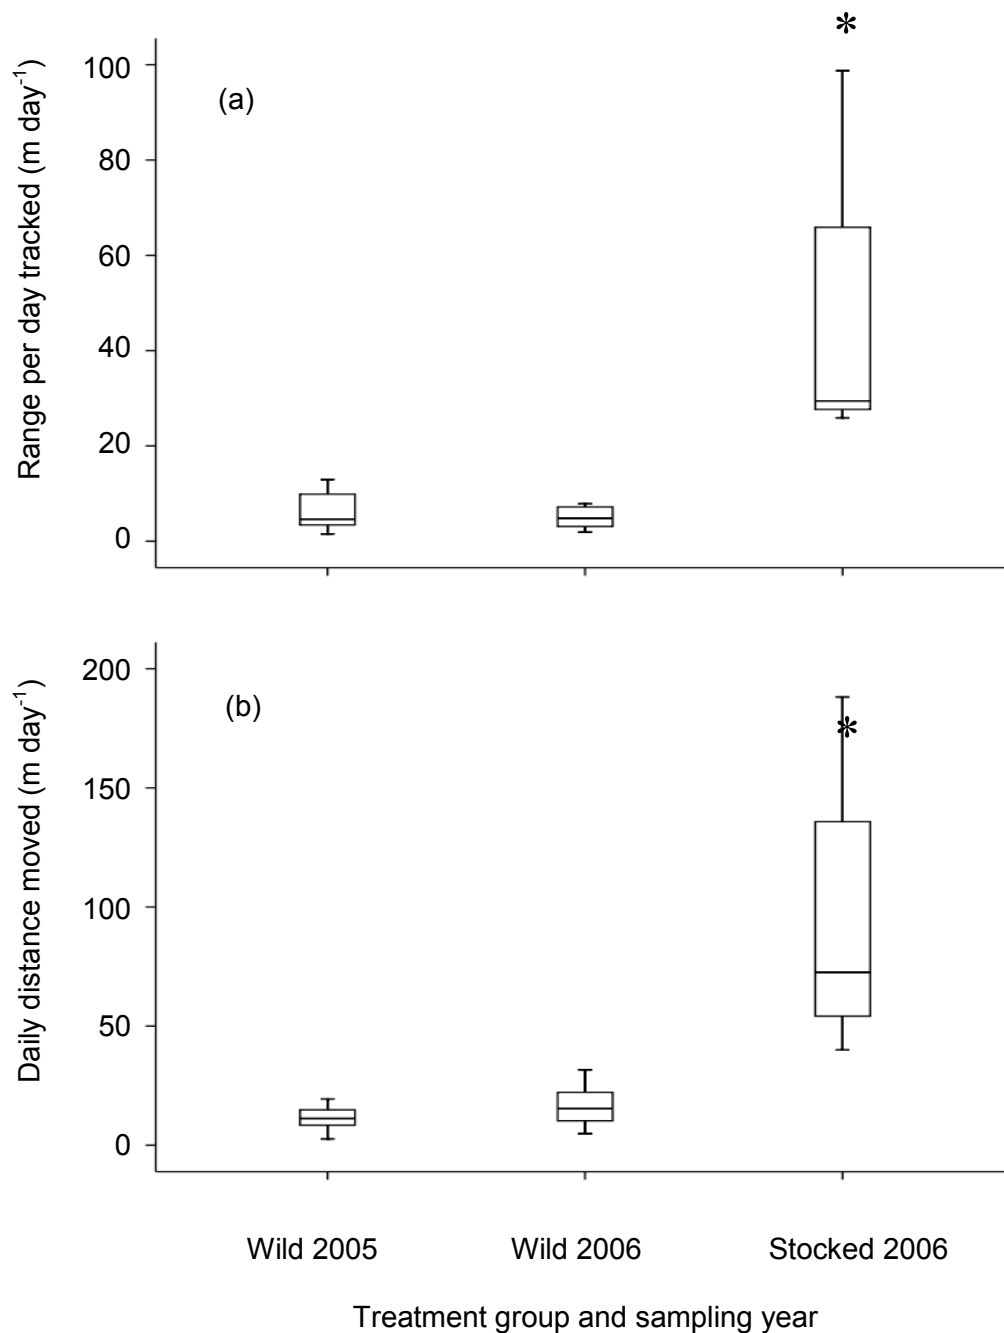 *
100
(a)
80
60
40
20
0
Range per day tracked (m day⁻¹)
200
(b)
*
150
100
50
0
Daily distance moved (m day⁻¹)
Wild 2005 Wild 2006 Stocked 2006
Treatment group and sampling year